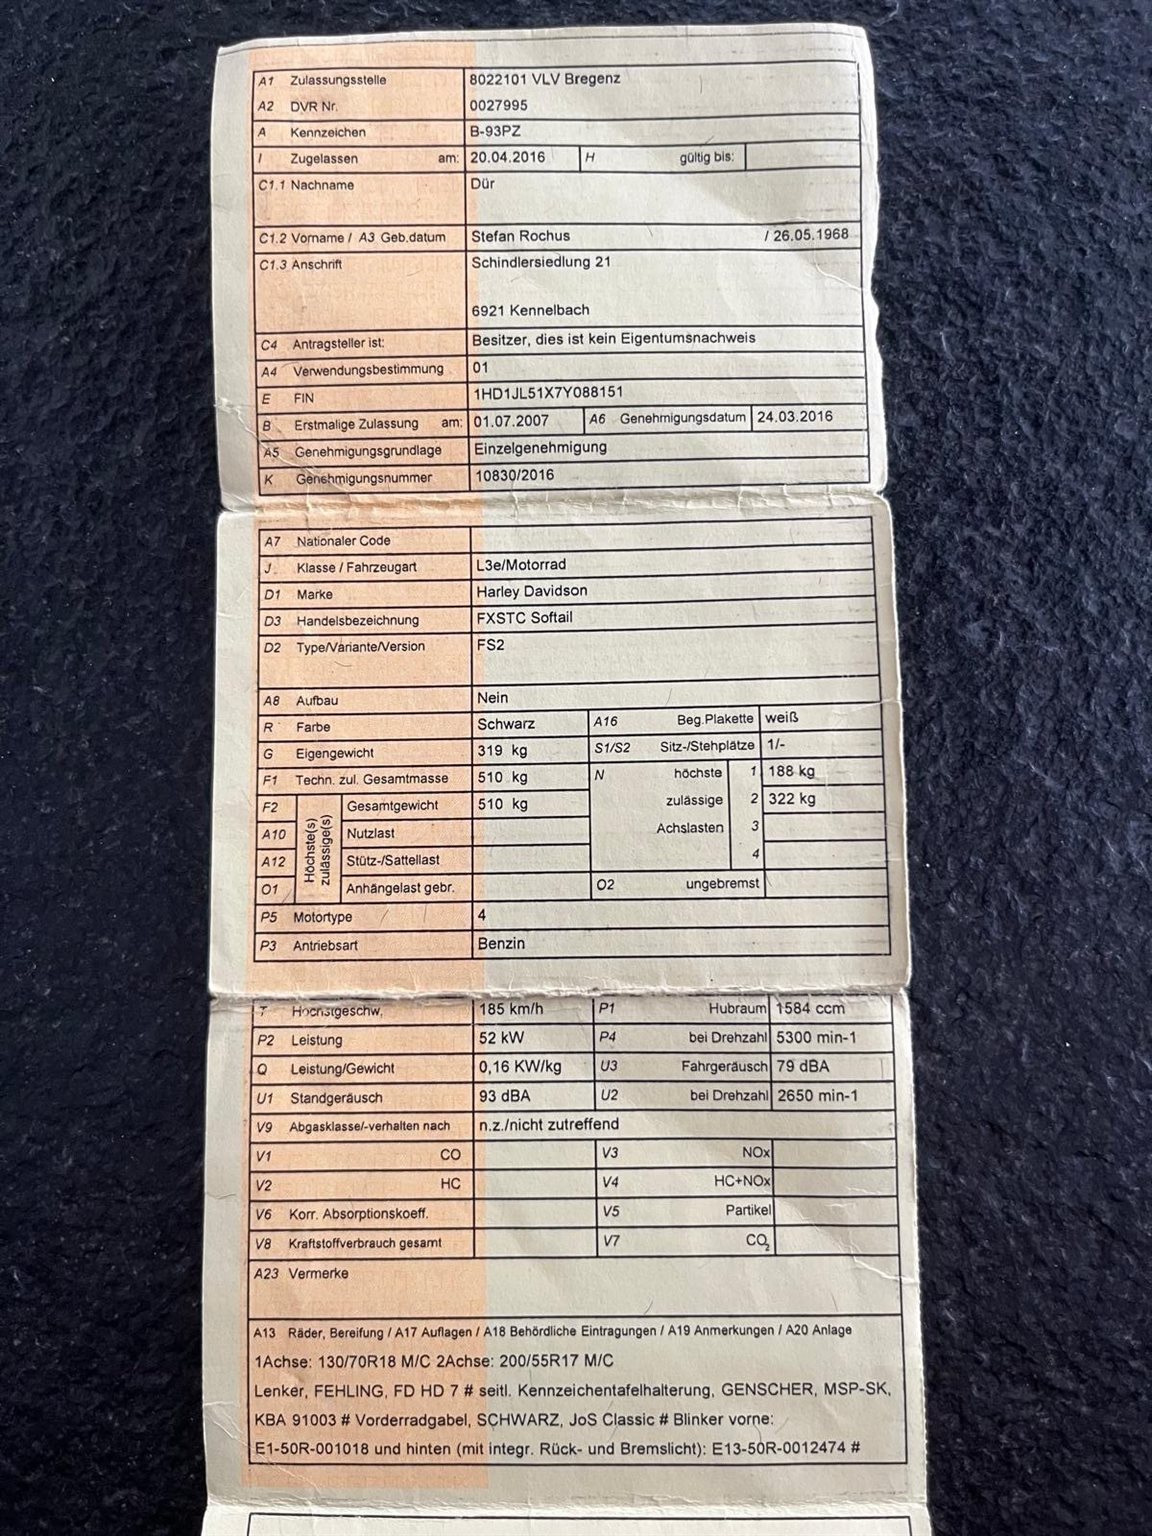 A1 Zulassungsstelle 8022101 VLV Bregenz
A2 DVR Nr. 0027995
A Kennzeichen B-93PZ
I Zugelassen am: 20.04.2016 H gültig bis:
C1.1 Nachname Dür
C1.2 Vorname / A3 Geb.datum Stefan Rochus / 26.05.1968
C1.3 Anschrift Schindlersiedlung 21
6921 Kennelbach
C4 Antragsteller ist: Besitzer, dies ist kein Eigentumsnachweis
A4 Verwendungsbestimmung 01
E FIN 1HD1JL51X7Y088151
B Erstmalige Zulassung am: 01.07.2007 A6 Genehmigungsdatum 24.03.2016
A5 Genehmigungsgrundlage Einzelgenehmigung
K Genehmigungsnummer 10830/2016
A7 Nationaler Code
J Klasse / Fahrzeugart L3e/Motorrad
D1 Marke Harley Davidson
D3 Handelsbezeichnung FXSTC Softail
D2 Type/Variante/Version FS2
A8 Aufbau Nein
R Farbe Schwarz A16 Beg.Plakette weiß
G Eigengewicht 319 kg S1/S2 Sitz-/Stehplätze 1/-
F1 Techn. zul. Gesamtmasse 510 kg N höchste 1 188 kg
F2 Höchste(s) zulässige(s) Gesamtgewicht 510 kg zulässige 2 322 kg
A10 Nutzlast Achslasten 3
A12 Stütz-/Sattellast 4
O1 Anhängelast gebr. O2 ungebremst
P5 Motortype 4
P3 Antriebsart Benzin
T Höchstgeschw. 185 km/h P1 Hubraum 1584 ccm
P2 Leistung 52 kW P4 bei Drehzahl 5300 min-1
Q Leistung/Gewicht 0,16 KW/kg U3 Fahrgeräusch 79 dBA
U1 Standgeräusch 93 dBA U2 bei Drehzahl 2650 min-1
V9 Abgasklasse/-verhalten nach n.z./nicht zutreffend
V1 CO V3 NOx
V2 HC V4 HC+NOx
V6 Korr. Absorptionskoeff. V5 Partikel
V8 Kraftstoffverbrauch gesamt V7 CO₂
A23 Vermerke
A13 Räder, Bereifung / A17 Auflagen / A18 Behördliche Eintragungen / A19 Anmerkungen / A20 Anlage
1Achse: 130/70R18 M/C 2Achse: 200/55R17 M/C
Lenker, FEHLING, FD HD 7 # seitl. Kennzeichentafelhalterung, GENSCHER, MSP-SK,
KBA 91003 # Vorderradgabel, SCHWARZ, JoS Classic # Blinker vorne:
E1-50R-001018 und hinten (mit integr. Rück- und Bremslicht): E13-50R-0012474 #